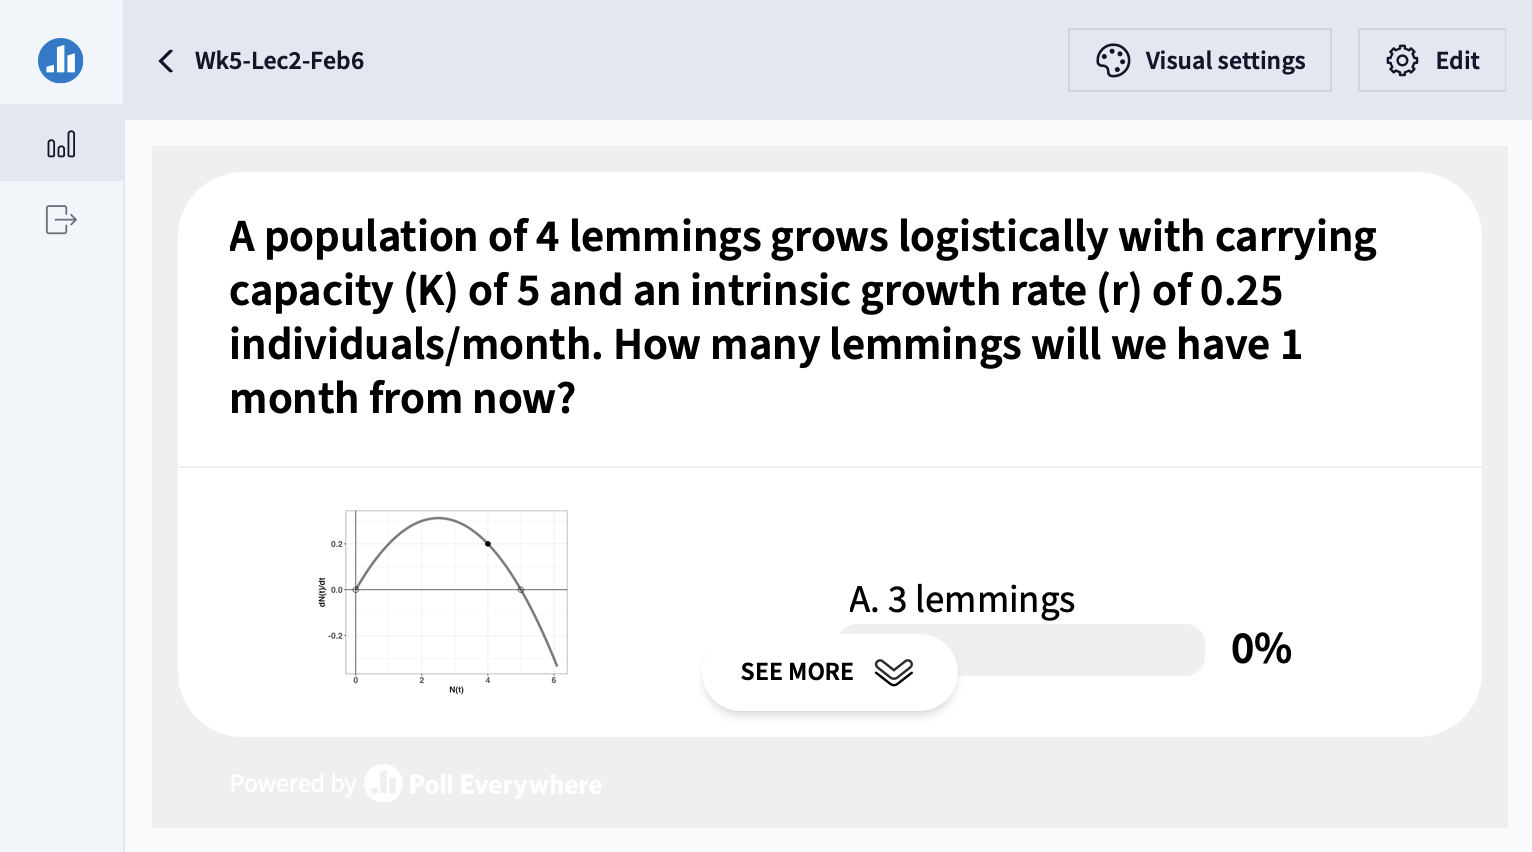 Wk5-Lec2-Feb6
Visual settings
Edit
A population of 4 lemmings grows logistically with carrying
capacity (K) of 5 and an intrinsic growth rate (r) of 0.25
individuals/month. How many lemmings will we have 1
month from now?
0.2
0.0
-0.2
dN(t)/dt
0 2 4 6
N(t)
A. 3 lemmings
0%
SEE MORE
Powered by Poll Everywhere